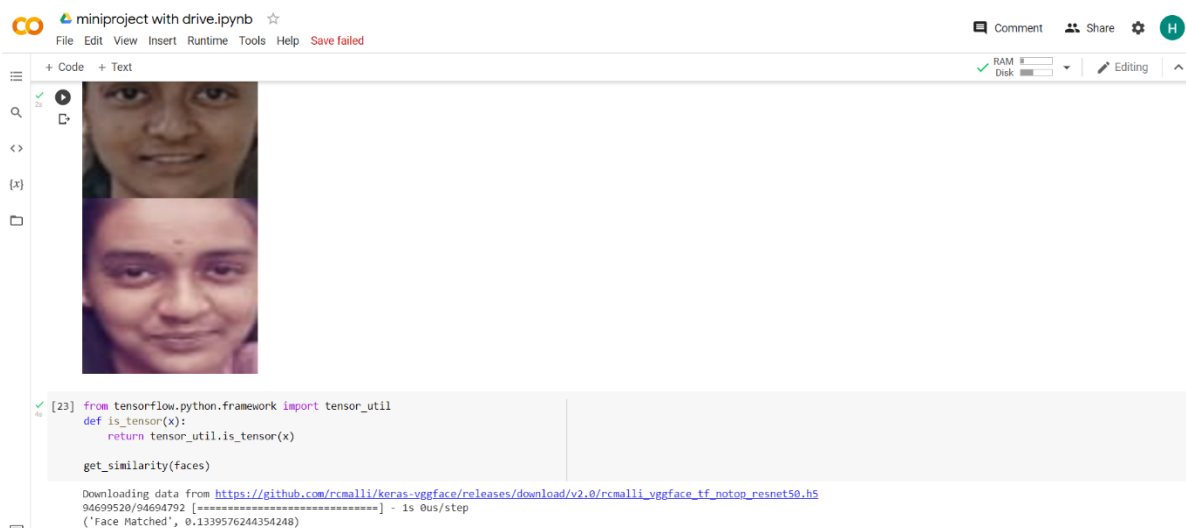 miniproject with drive.ipynb
File Edit View Insert Runtime Tools Help Save failed
Comment Share H
+ Code + Text
RAM
Disk
Editing
2s
{x}
[23] from tensorflow.python.framework import tensor_util
4s
def is_tensor(x):
    return tensor_util.is_tensor(x)
get_similarity(faces)
Downloading data from https://github.com/rcmalli/keras-vggface/releases/download/v2.0/rcmalli_vggface_tf_notop_resnet50.h5
94699520/94694792 [==============================] - 1s 0us/step
('Face Matched', 0.1339576244354248)